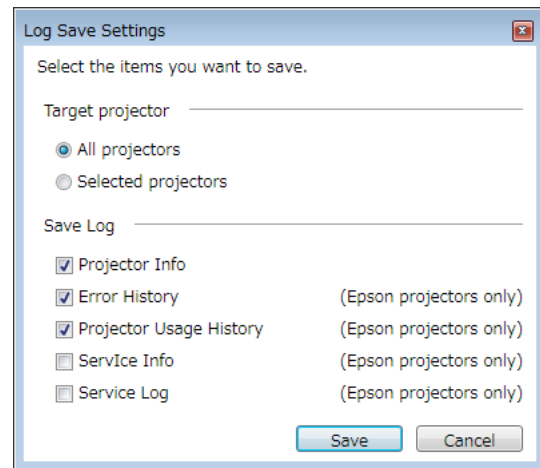 Log Save Settings
Select the items you want to save.
Target projector
All projectors
Selected projectors
Save Log
Projector Info
Error History (Epson projectors only)
Projector Usage History (Epson projectors only)
ServIce Info (Epson projectors only)
Service Log (Epson projectors only)
Save Cancel